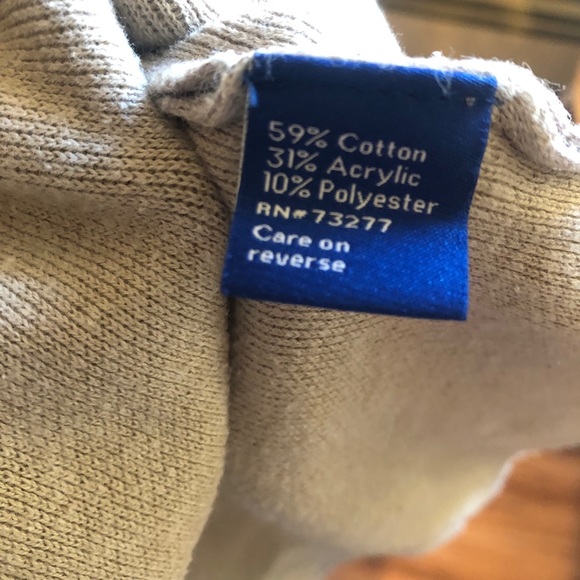 59% Cotton
31% Acrylic
10% Polyester
RN# 73277
Care on
reverse